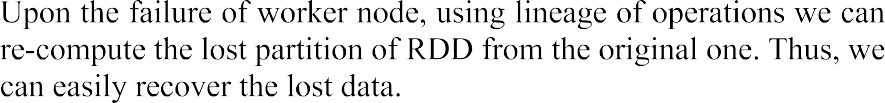 Upon the failure of worker node, using lineage of operations we can
re-compute the lost partition of RDD from the original one. Thus, we
can easily recover the lost data.